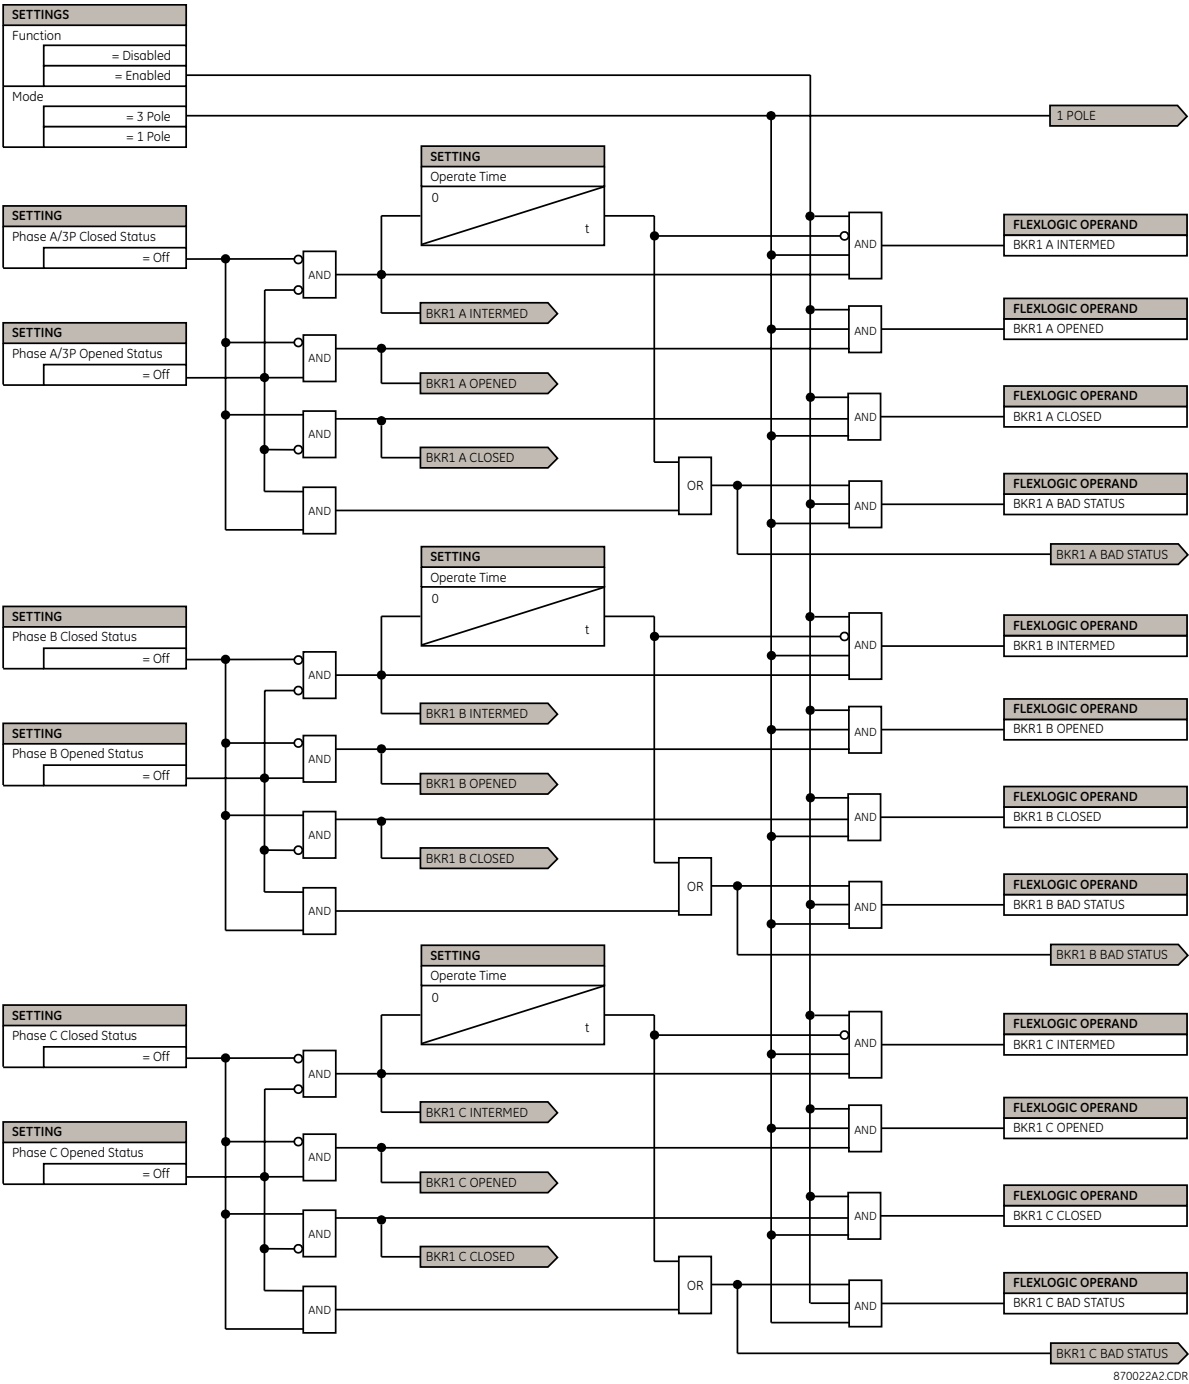 SETTINGS
Function
= Disabled
= Enabled
Mode
= 3 Pole
= 1 Pole
1 POLE
SETTING
Operate Time
0
t
SETTING
Phase A/3P Closed Status
= Off
AND
AND
FLEXLOGIC OPERAND
BKR1 A INTERMED
BKR1 A INTERMED
SETTING
Phase A/3P Opened Status
= Off
AND
AND
FLEXLOGIC OPERAND
BKR1 A OPENED
BKR1 A OPENED
AND
AND
FLEXLOGIC OPERAND
BKR1 A CLOSED
BKR1 A CLOSED
AND
OR
AND
FLEXLOGIC OPERAND
BKR1 A BAD STATUS
BKR1 A BAD STATUS
SETTING
Operate Time
0
t
SETTING
Phase B Closed Status
= Off
AND
AND
FLEXLOGIC OPERAND
BKR1 B INTERMED
BKR1 B INTERMED
SETTING
Phase B Opened Status
= Off
AND
AND
FLEXLOGIC OPERAND
BKR1 B OPENED
BKR1 B OPENED
AND
AND
FLEXLOGIC OPERAND
BKR1 B CLOSED
BKR1 B CLOSED
AND
OR
AND
FLEXLOGIC OPERAND
BKR1 B BAD STATUS
BKR1 B BAD STATUS
SETTING
Operate Time
0
t
SETTING
Phase C Closed Status
= Off
AND
AND
FLEXLOGIC OPERAND
BKR1 C INTERMED
BKR1 C INTERMED
SETTING
Phase C Opened Status
= Off
AND
AND
FLEXLOGIC OPERAND
BKR1 C OPENED
BKR1 C OPENED
AND
AND
FLEXLOGIC OPERAND
BKR1 C CLOSED
BKR1 C CLOSED
AND
OR
AND
FLEXLOGIC OPERAND
BKR1 C BAD STATUS
BKR1 C BAD STATUS
870022A2.CDR